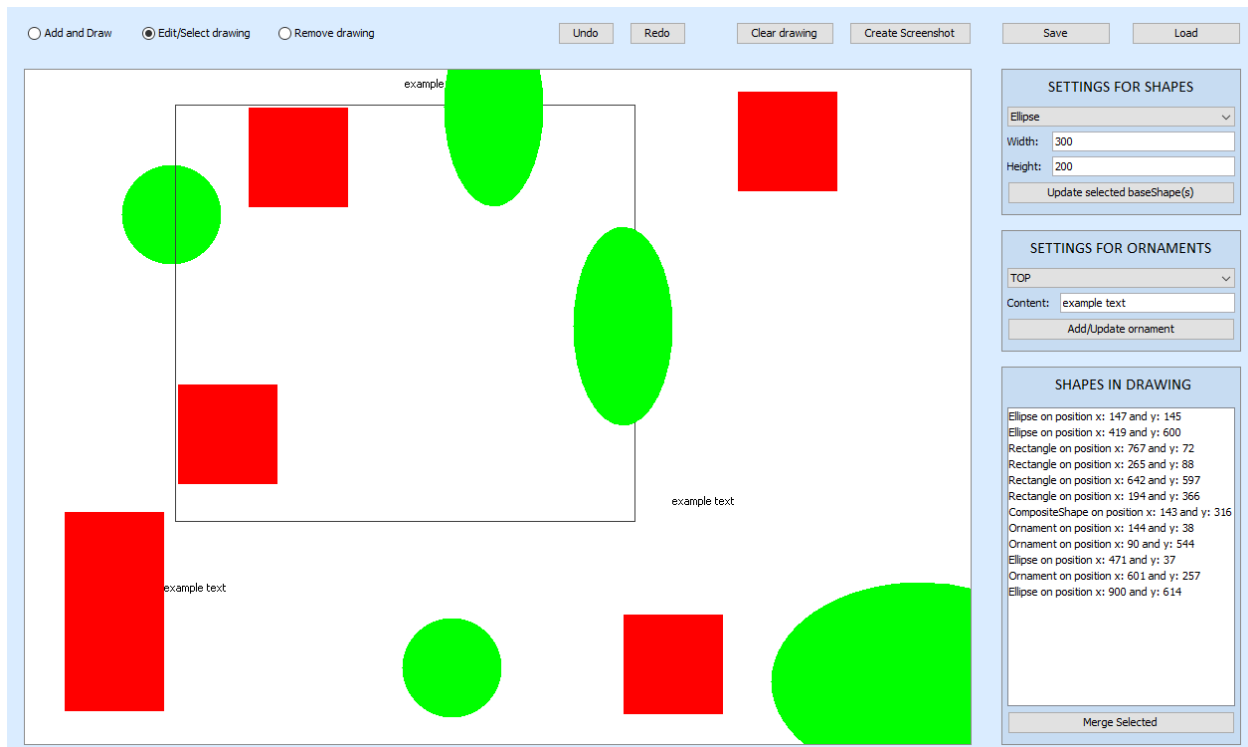 Add and Draw Edit/Select drawing Remove drawing Undo Redo Clear drawing Create Screenshot Save Load
example
example text
example text
SETTINGS FOR SHAPES
Ellipse
Width: 300
Height: 200
Update selected baseShape(s)
SETTINGS FOR ORNAMENTS
TOP
Content: example text
Add/Update ornament
SHAPES IN DRAWING
Ellipse on position x: 147 and y: 145
Ellipse on position x: 419 and y: 600
Rectangle on position x: 767 and y: 72
Rectangle on position x: 265 and y: 88
Rectangle on position x: 642 and y: 597
Rectangle on position x: 194 and y: 366
CompositeShape on position x: 143 and y: 316
Ornament on position x: 144 and y: 38
Ornament on position x: 90 and y: 544
Ellipse on position x: 471 and y: 37
Ornament on position x: 601 and y: 257
Ellipse on position x: 900 and y: 614
Merge Selected